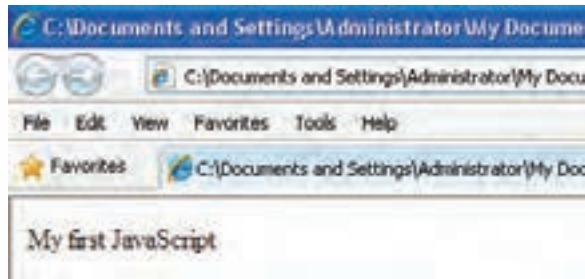 C:\Documents and Settings\Administrator\My Docume
C:\Documents and Settings\Administrator\My Docu
File Edit View Favorites Tools Help
Favorites C:\Documents and Settings\Administrator\My Doc
My first JavaScript